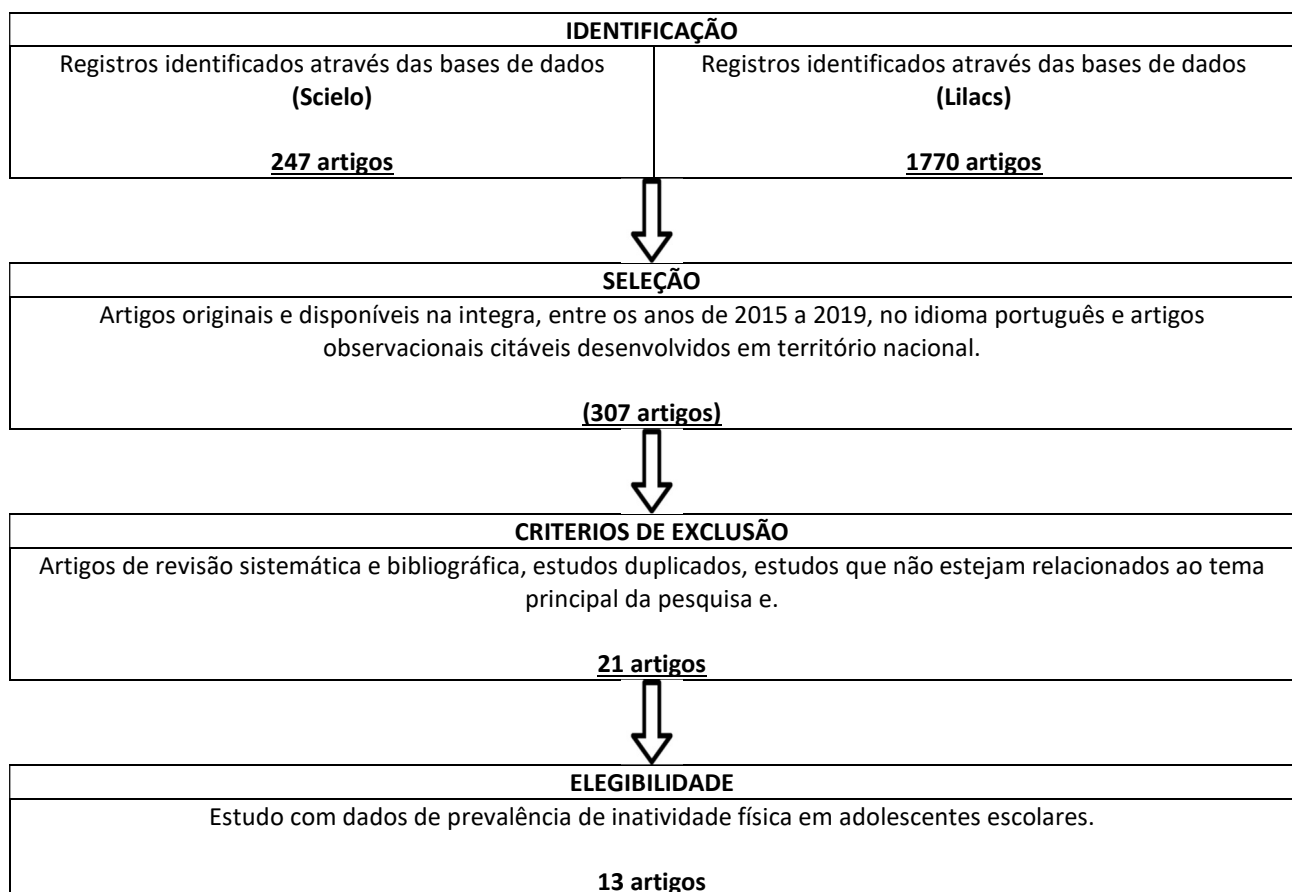 IDENTIFICAÇÃO
Registros identificados através das bases de dados
(Scielo)
247 artigos
Registros identificados através das bases de dados
(Lilacs)
1770 artigos
SELEÇÃO
Artigos originais e disponíveis na integra, entre os anos de 2015 a 2019, no idioma português e artigos
observacionais citáveis desenvolvidos em território nacional.
(307 artigos)
CRITERIOS DE EXCLUSÃO
Artigos de revisão sistemática e bibliográfica, estudos duplicados, estudos que não estejam relacionados ao tema
principal da pesquisa e.
21 artigos
ELEGIBILIDADE
Estudo com dados de prevalência de inatividade física em adolescentes escolares.
13 artigos